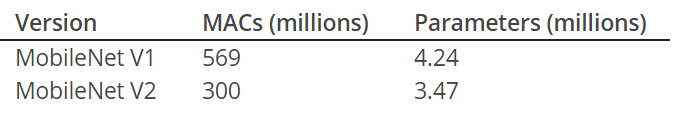 Version MACs (millions) Parameters (millions)
MobileNet V1 569 4.24
MobileNet V2 300 3.47